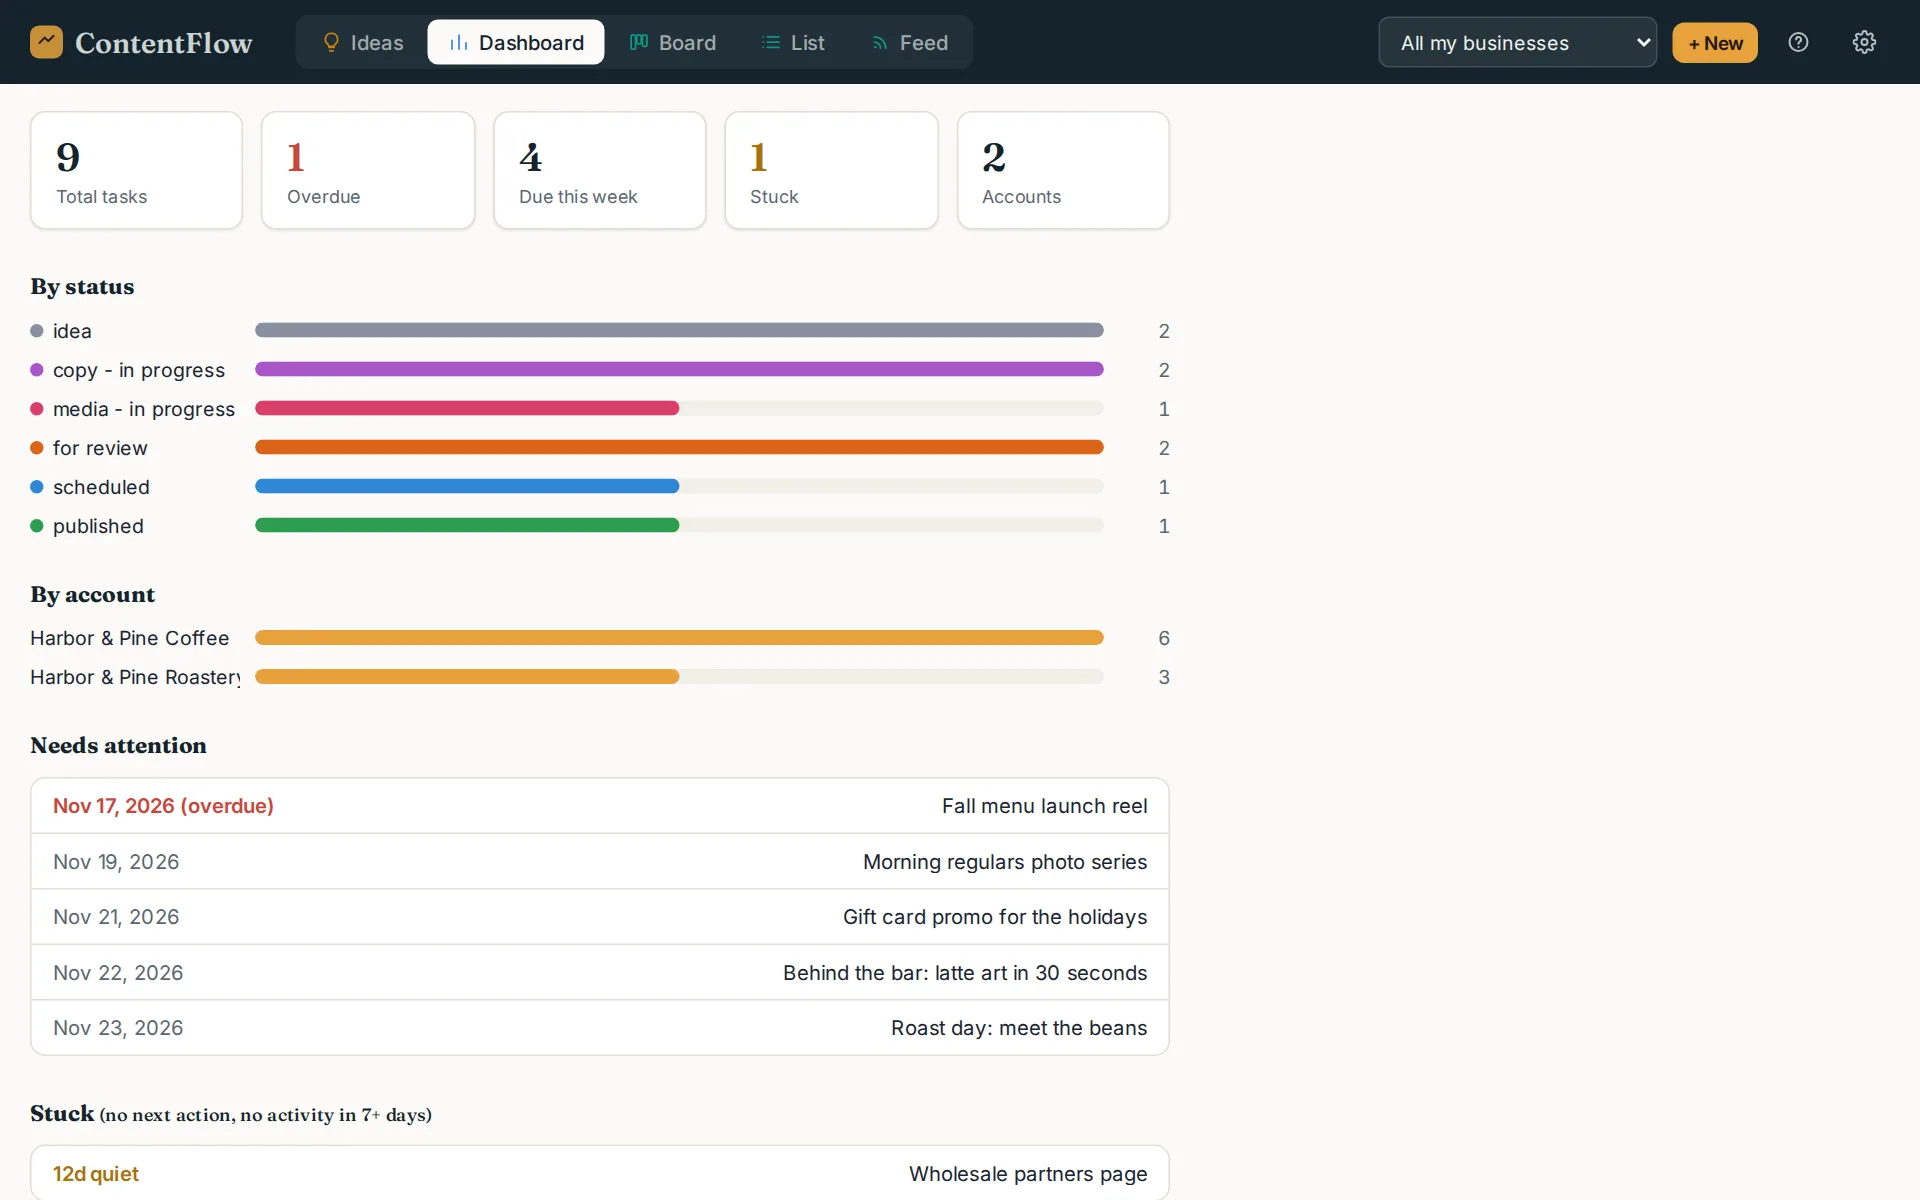 ContentFlow Ideas Dashboard Board List Feed All my businesses + New
9 1 4 1 2
Total tasks Overdue Due this week Stuck Accounts
By status
idea 2
copy - in progress 2
media - in progress 1
for review 2
scheduled 1
published 1
By account
Harbor & Pine Coffee 6
Harbor & Pine Roastery 3
Needs attention
Nov 17, 2026 (overdue) Fall menu launch reel
Nov 19, 2026 Morning regulars photo series
Nov 21, 2026 Gift card promo for the holidays
Nov 22, 2026 Behind the bar: latte art in 30 seconds
Nov 23, 2026 Roast day: meet the beans
Stuck (no next action, no activity in 7+ days)
12d quiet Wholesale partners page